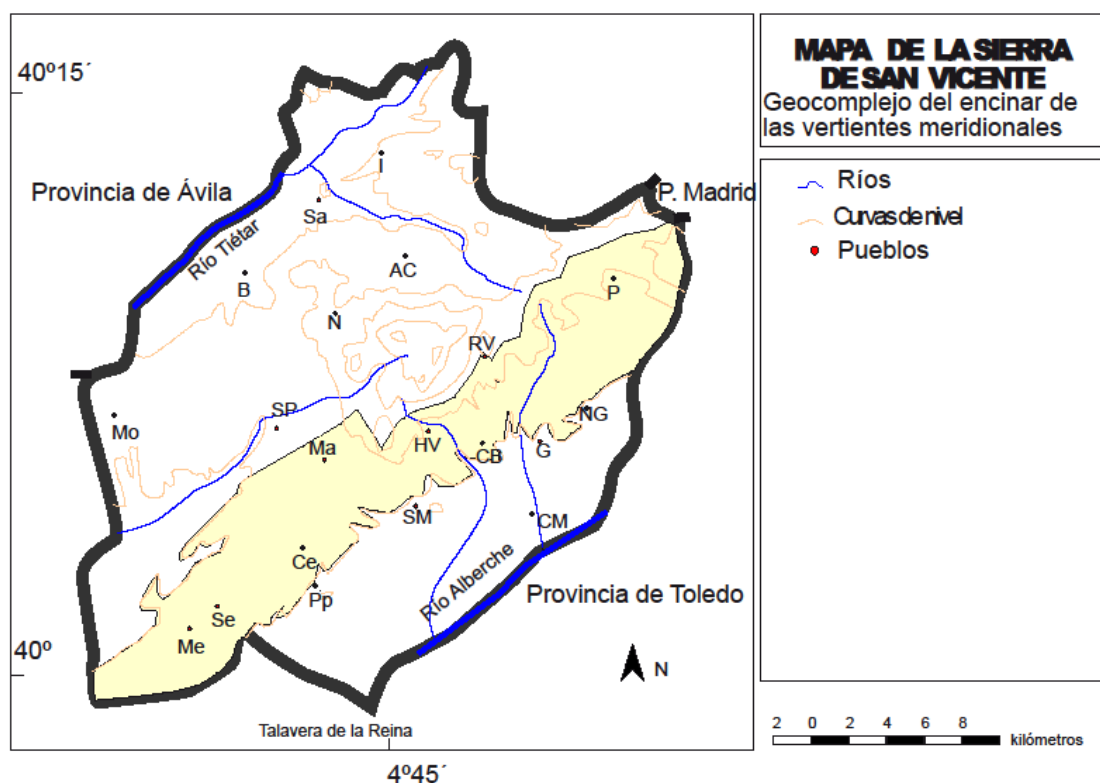 40º15´
MAPA DE LA SIERRA
DE SAN VICENTE
Geocomplejo del encinar de
las vertientes meridionales
Ríos
Curvas de nivel
Pueblos
Provincia de Ávila
P. Madrid
Río Tiétar
I
Sa
AC
B
P
N
RV
NG
Mo
SP
Ma
HV
CB
G
SM
CM
Ce
Río Alberche
Provincia de Toledo
Pp
Se
Me
40º
N
Talavera de la Reina
4º45´
2 0 2 4 6 8
kilómetros